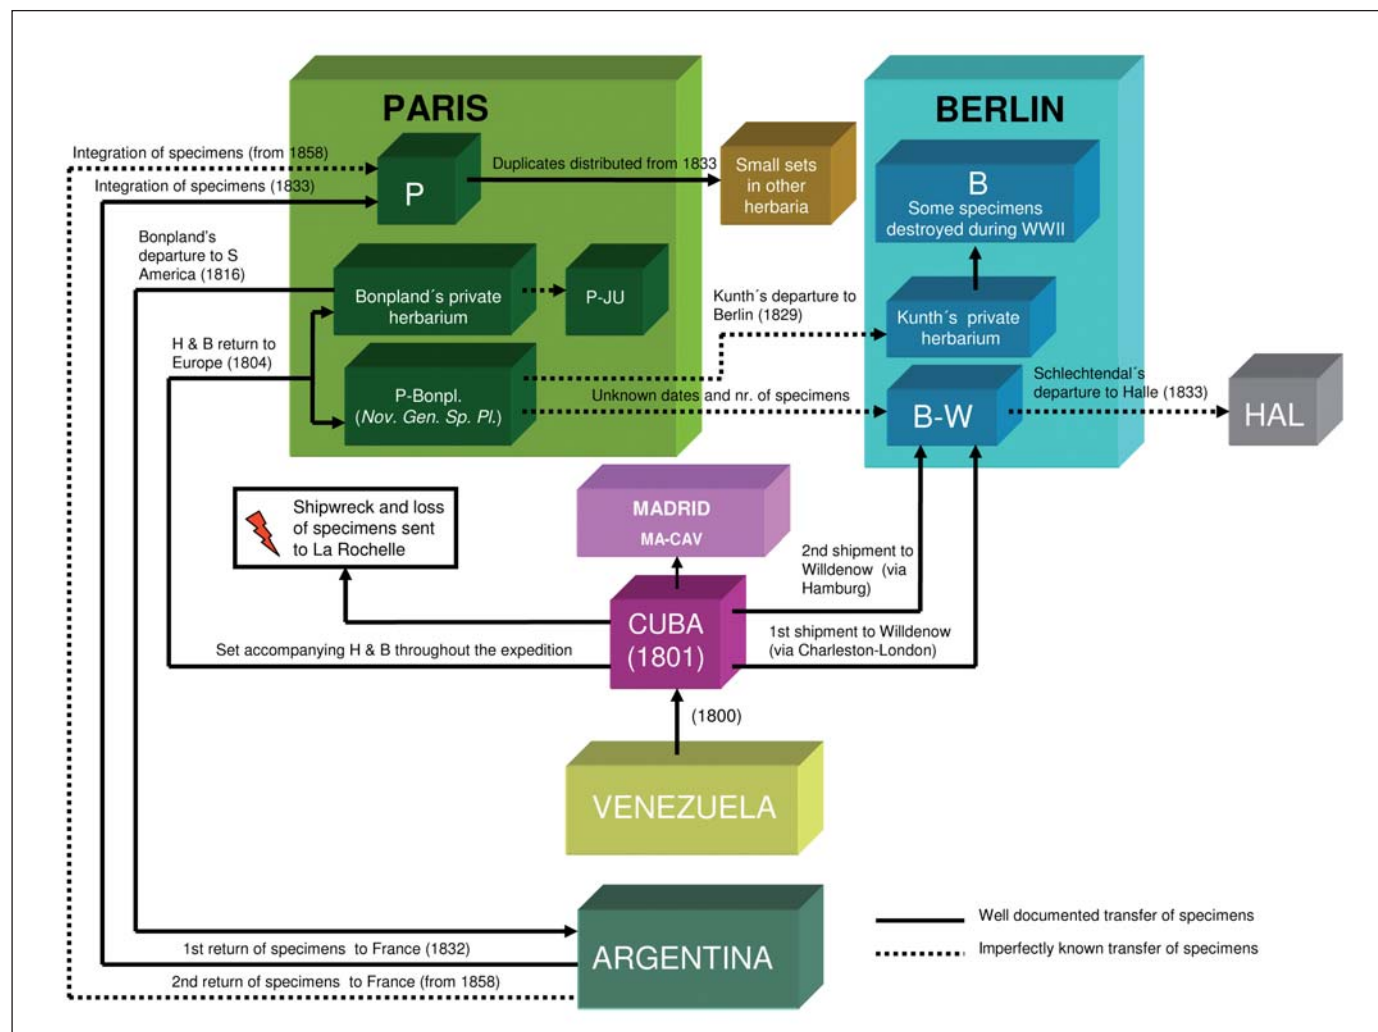 PARIS
BERLIN
Integration of specimens (from 1858)
Integration of specimens (1833)
P
Duplicates distributed from 1833
Small sets
in other
herbaria
B
Some specimens
destroyed during WWII
Bonpland's
departure to S
America (1816)
Bonpland´s private
herbarium
P-JU
Kunth´s departure to
Berlin (1829)
Kunth´s private
herbarium
H & B return to
Europe (1804)
P-Bonpl.
(Nov. Gen. Sp. Pl.)
Unknown dates and nr. of specimens
B-W
Schlechtendal´s
departure to Halle (1833)
HAL
Shipwreck and loss
of specimens sent
to La Rochelle
MADRID
MA-CAV
2nd shipment to
Willdenow (via
Hamburg)
CUBA
(1801)
1st shipment to Willdenow
(via Charleston-London)
Set accompanying H & B throughout the expedition
(1800)
VENEZUELA
ARGENTINA
1st return of specimens to France (1832)
2nd return of specimens to France (from 1858)
Well documented transfer of specimens
Imperfectly known transfer of specimens